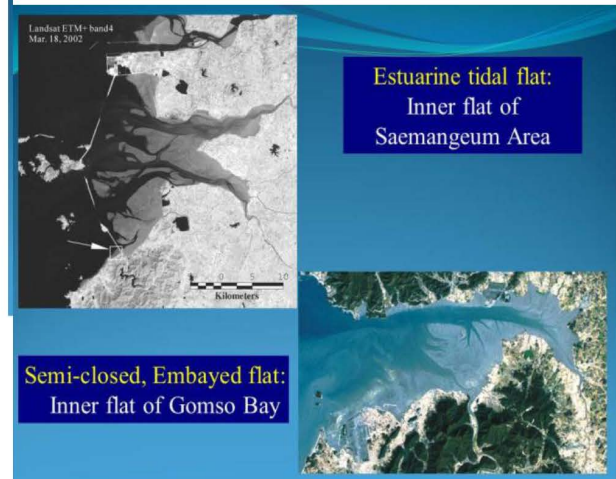 Landsat ETM+ band4
Mar. 18, 2002
Estuarine tidal flat:
Inner flat of
Saemangeum Area
0 5 10
Kilometers
Semi-closed, Embayed flat:
Inner flat of Gomso Bay